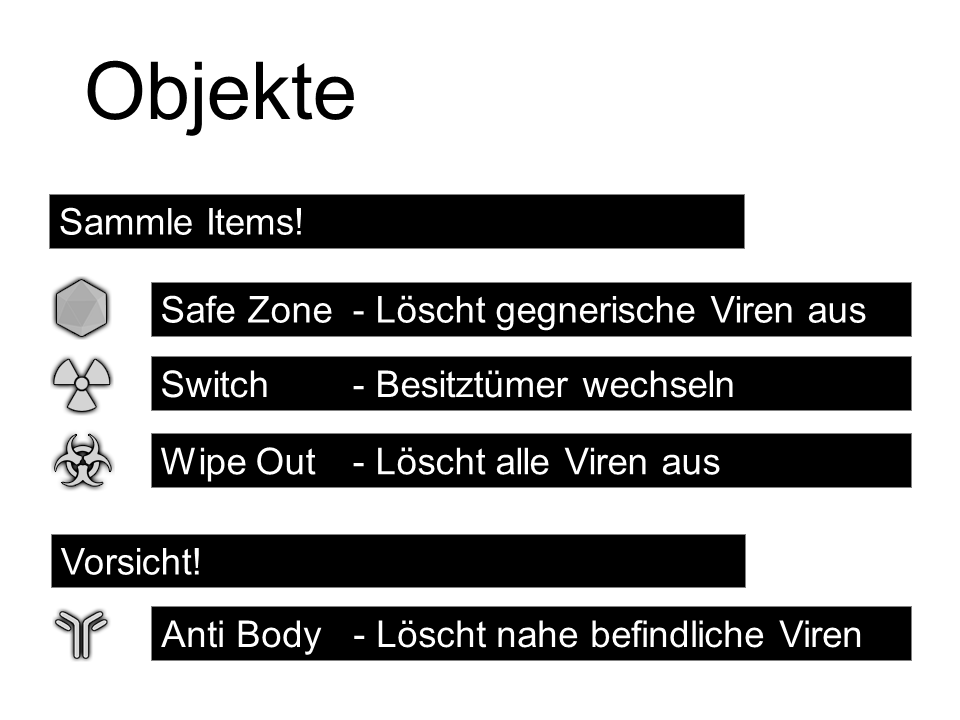 Objekte
Sammle Items!
Safe Zone - Löscht gegnerische Viren aus
Switch - Besitztümer wechseln
Wipe Out - Löscht alle Viren aus
Vorsicht!
Anti Body - Löscht nahe befindliche Viren